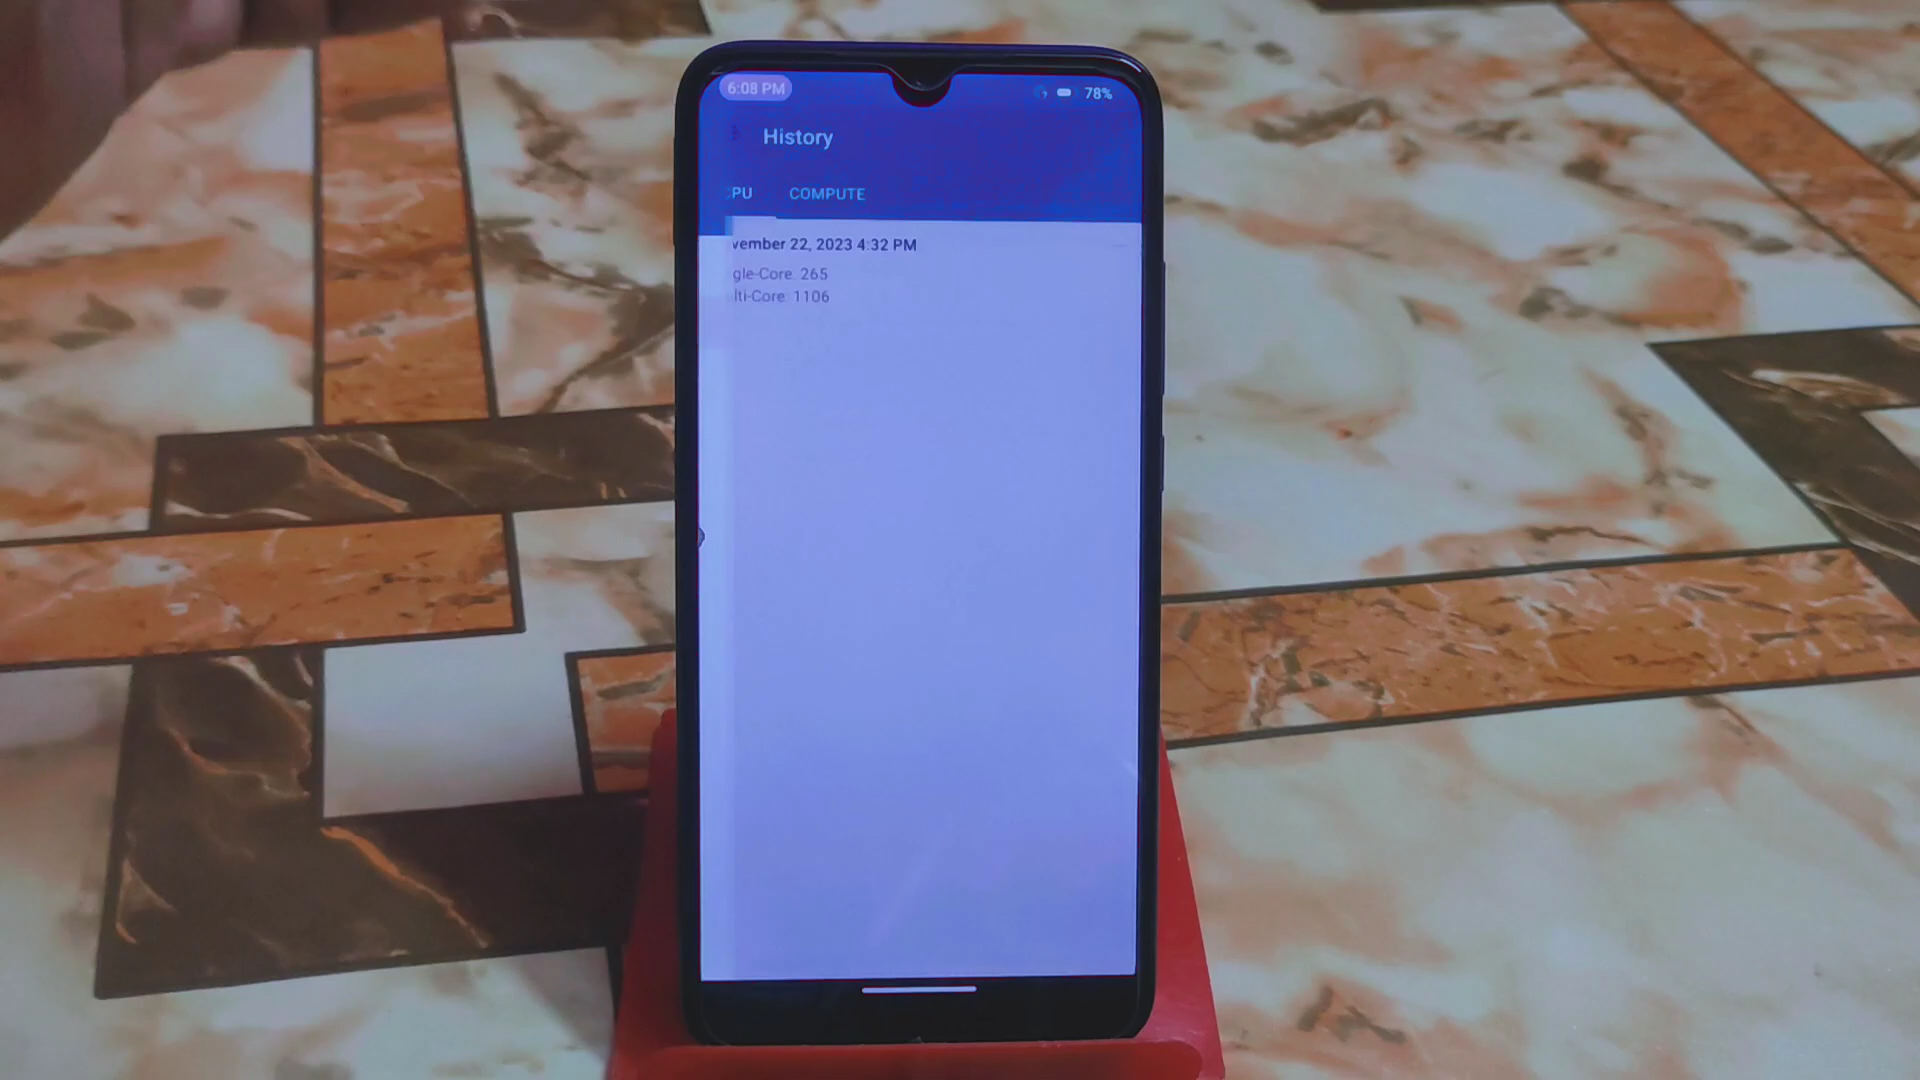 6:08 PM
78%
History
PU COMPUTE
vember 22, 2023 4:32 PM
gle-Core: 265
lti-Core: 1106